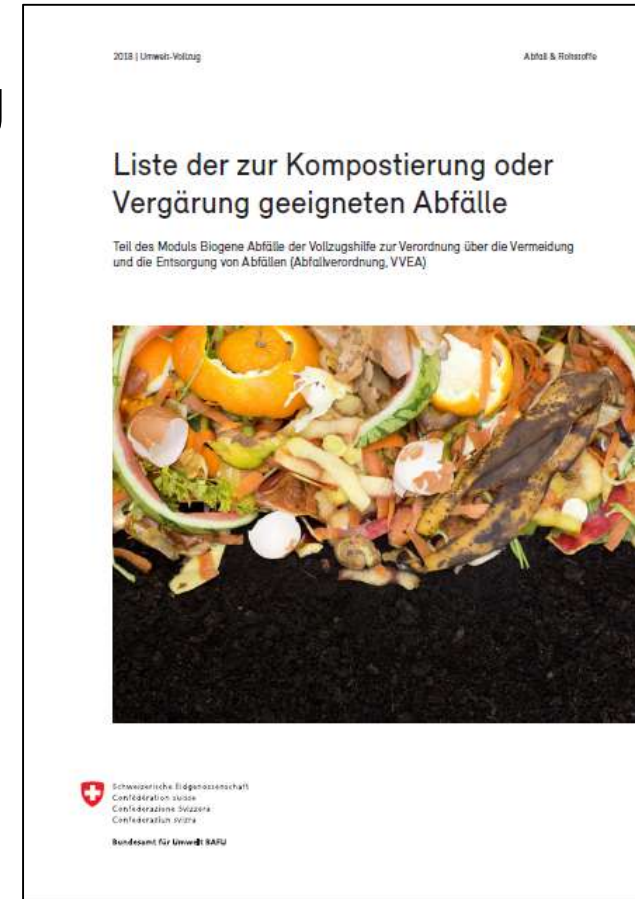 2018 | Umwelt-Vollzug
Abfall & Rohstoffe
Liste der zur Kompostierung oder
Vergärung geeigneten Abfälle
Teil des Moduls Biogene Abfälle der Vollzugshilfe zur Verordnung über die Vermeidung
und die Entsorgung von Abfällen (Abfallverordnung, VVEA)
Schweizerische Eidgenossenschaft
Confédération suisse
Confederazione Svizzera
Confederaziun svizra
Bundesamt für Umwelt BAFU